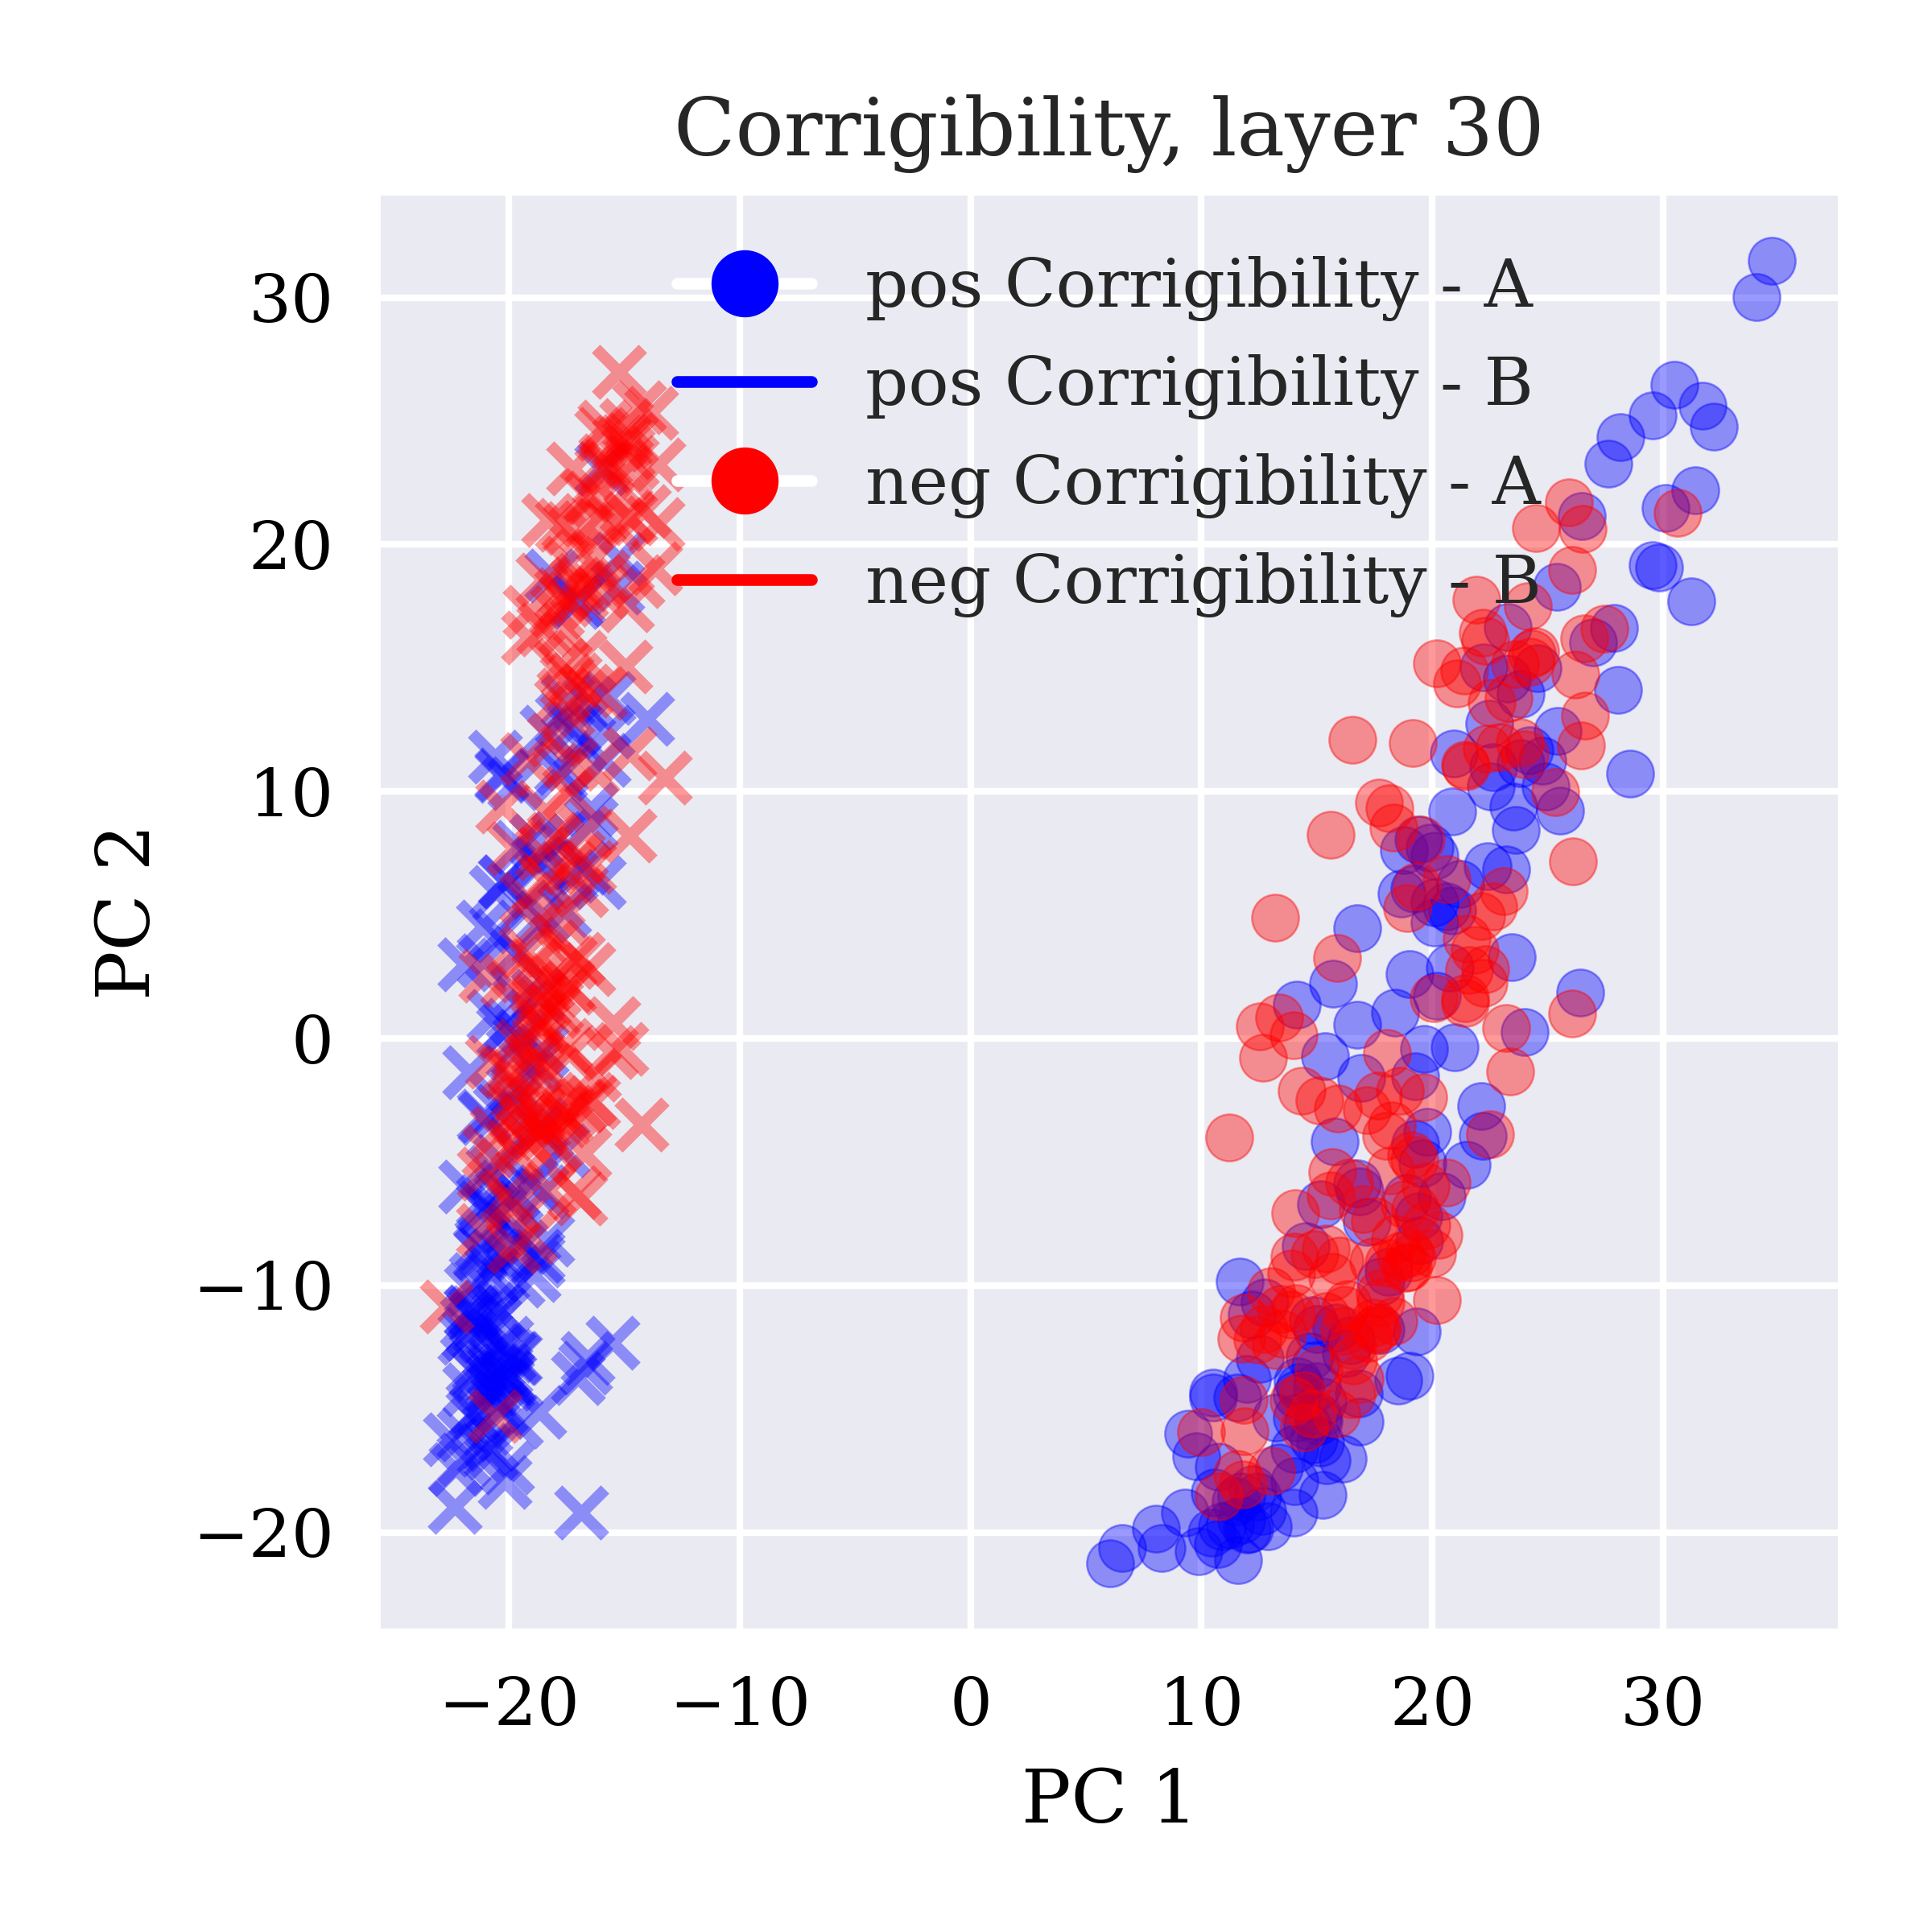 Corrigibility, layer 30
pos Corrigibility - A
pos Corrigibility - B
neg Corrigibility - A
neg Corrigibility - B
30
20
10
0
−10
−20
PC 2
−20 −10 0 10 20 30
PC 1